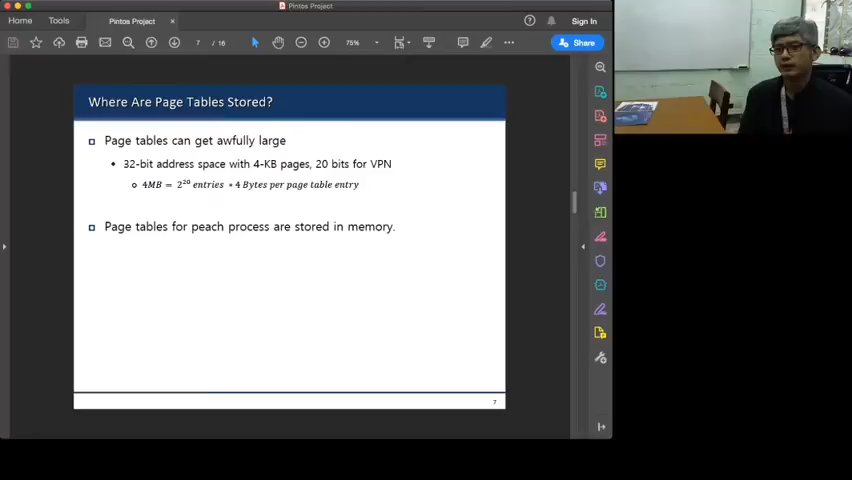 Pintos Project
Home
Tools
Pintos Project
×
Sign In
7 / 16
75%
Share
Where Are Page Tables Stored?
Page tables can get awfully large
32-bit address space with 4-KB pages, 20 bits for VPN
4MB = 2²⁰ entries * 4 Bytes per page table entry
Page tables for peach process are stored in memory.
7